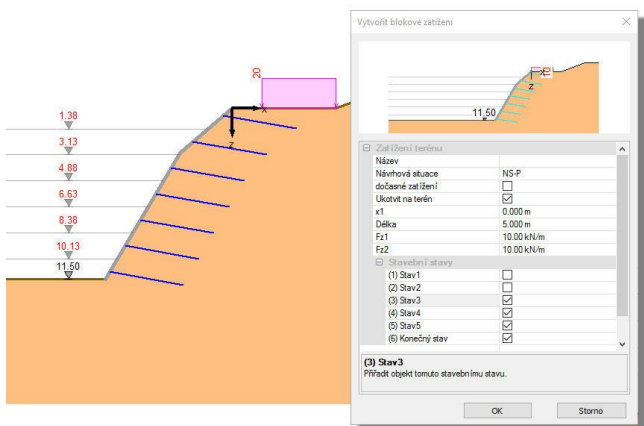 20
x
z
1.38
3.13
4.88
6.63
8.38
10.13
11.50
Vytvořit blokové zatížení
X
z
11.50
Zatížení terénu
Název
Návrhová situace NS-P
dočasné zatížení
Ukotvit na terén
x1 0.000 m
Délka 5.000 m
Fz1 10.00 kN/m
Fz2 10.00 kN/m
Stavební stavy
(1) Stav1
(2) Stav2
(3) Stav3
(4) Stav4
(5) Stav5
(6) Konečný stav
(3) Stav3
Přiřadit objekt tomuto stavebnímu stavu.
OK Storno